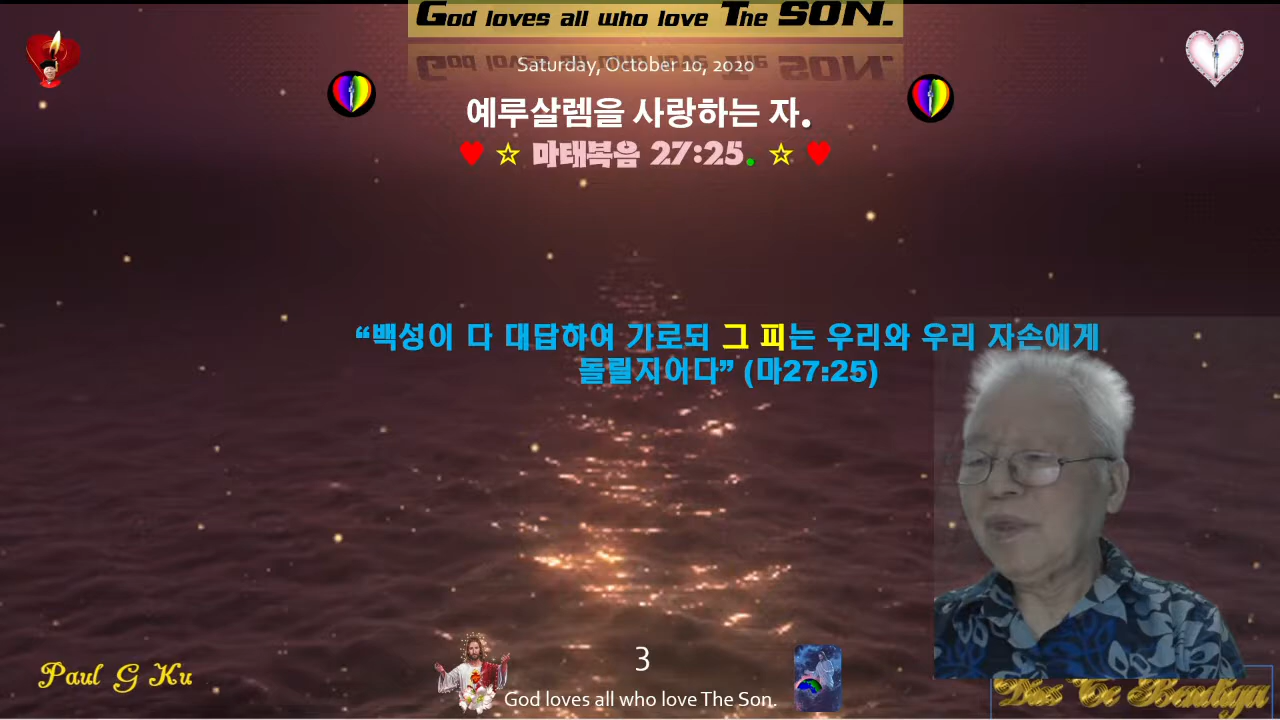 God loves all who love The SON.
Saturday, October 10, 2020
예루살렘을 사랑하는 자.
♥ ☆ 마태복음 27:25. ☆ ♥
“백성이 다 대답하여 가로되 그 피는 우리와 우리 자손에게
돌릴지어다” (마27:25)
3
God loves all who love The Son.
Paul G Ku
Dios Te Bendiga